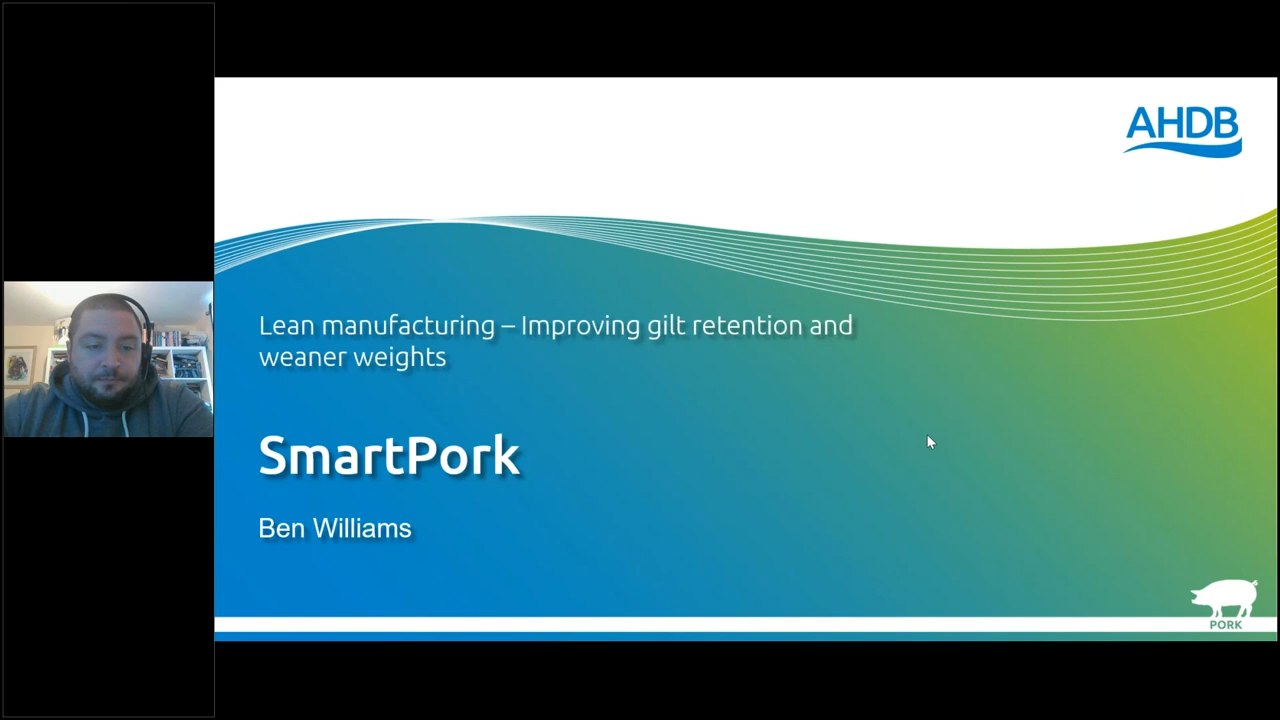 AHDB
Lean manufacturing – Improving gilt retention and
weaner weights
SmartPork
Ben Williams
PORK